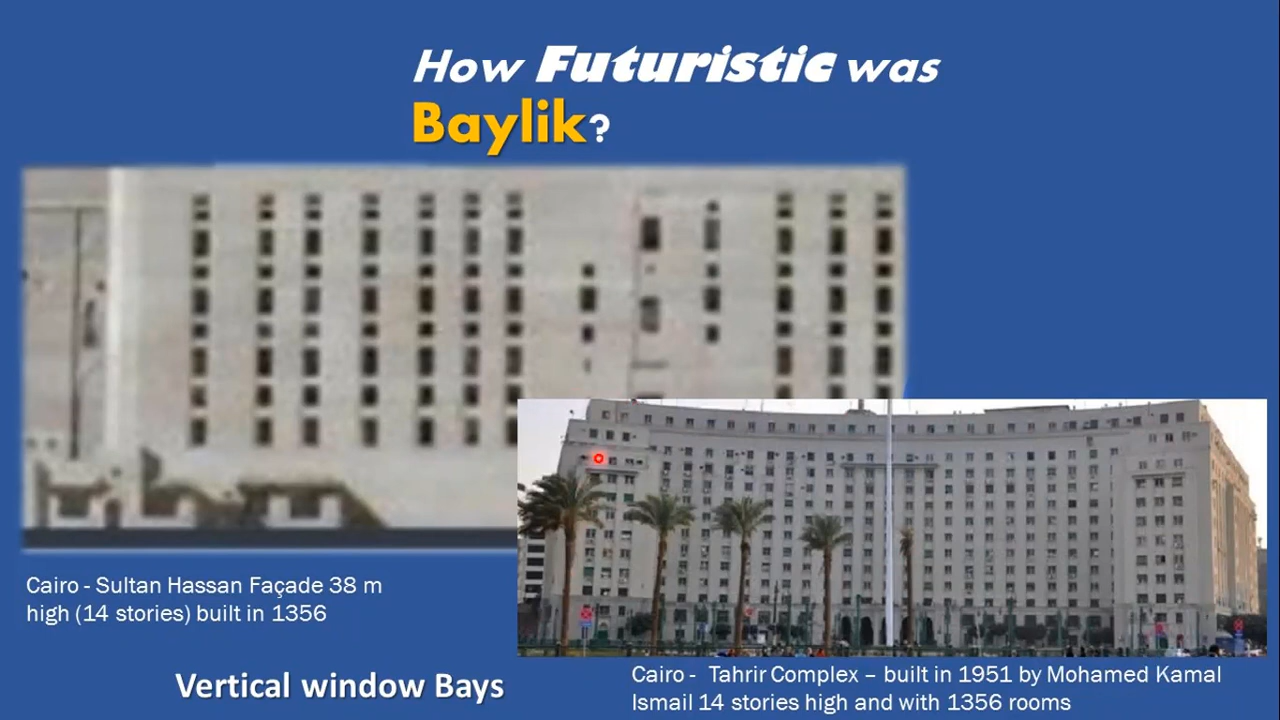 How Futuristic was
Baylik?
Cairo - Sultan Hassan Façade 38 m
high (14 stories) built in 1356
Vertical window Bays
Cairo - Tahrir Complex – built in 1951 by Mohamed Kamal
Ismail 14 stories high and with 1356 rooms